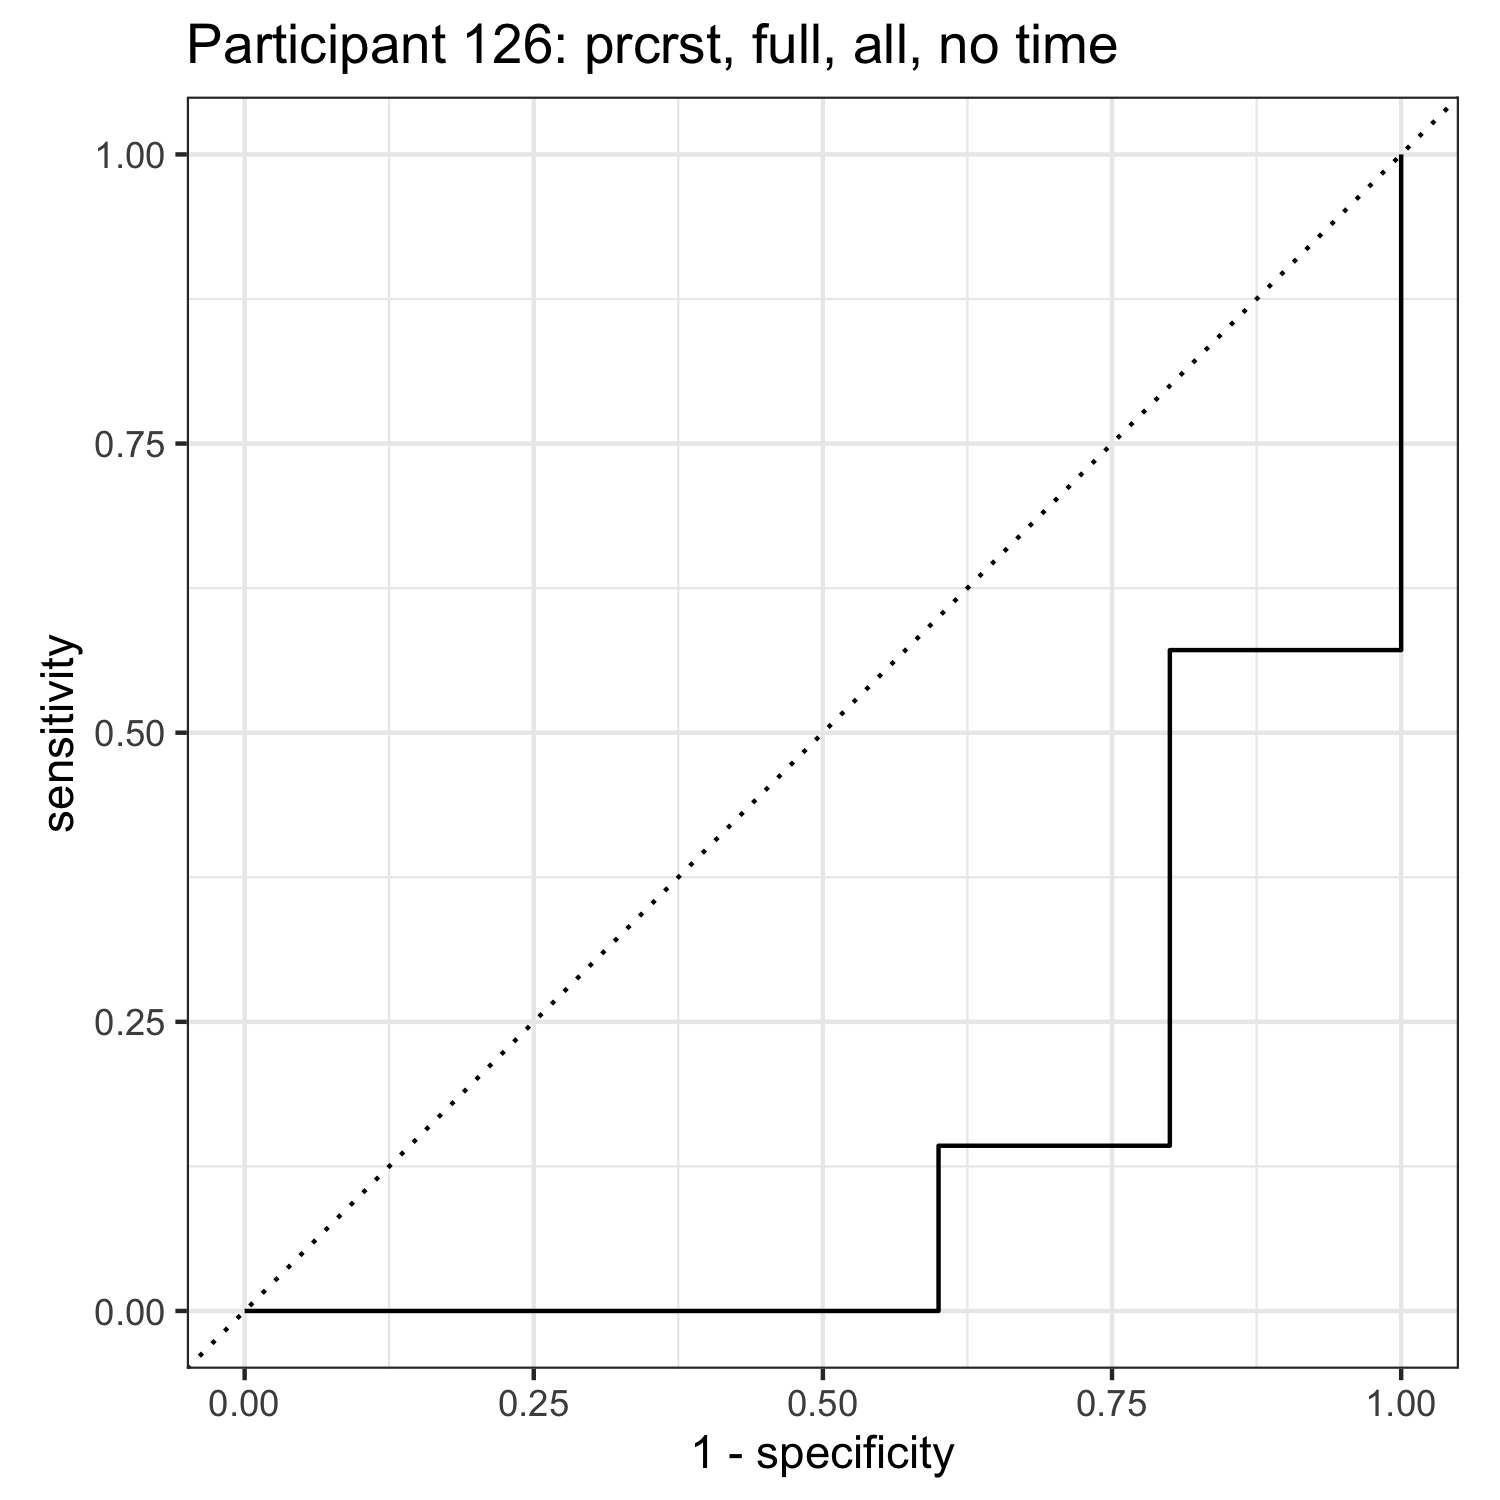 Participant 126: prcrst, full, all, no time
1.00
0.75
0.50
0.25
0.00
sensitivity
0.00 0.25 0.50 0.75 1.00
1 - specificity